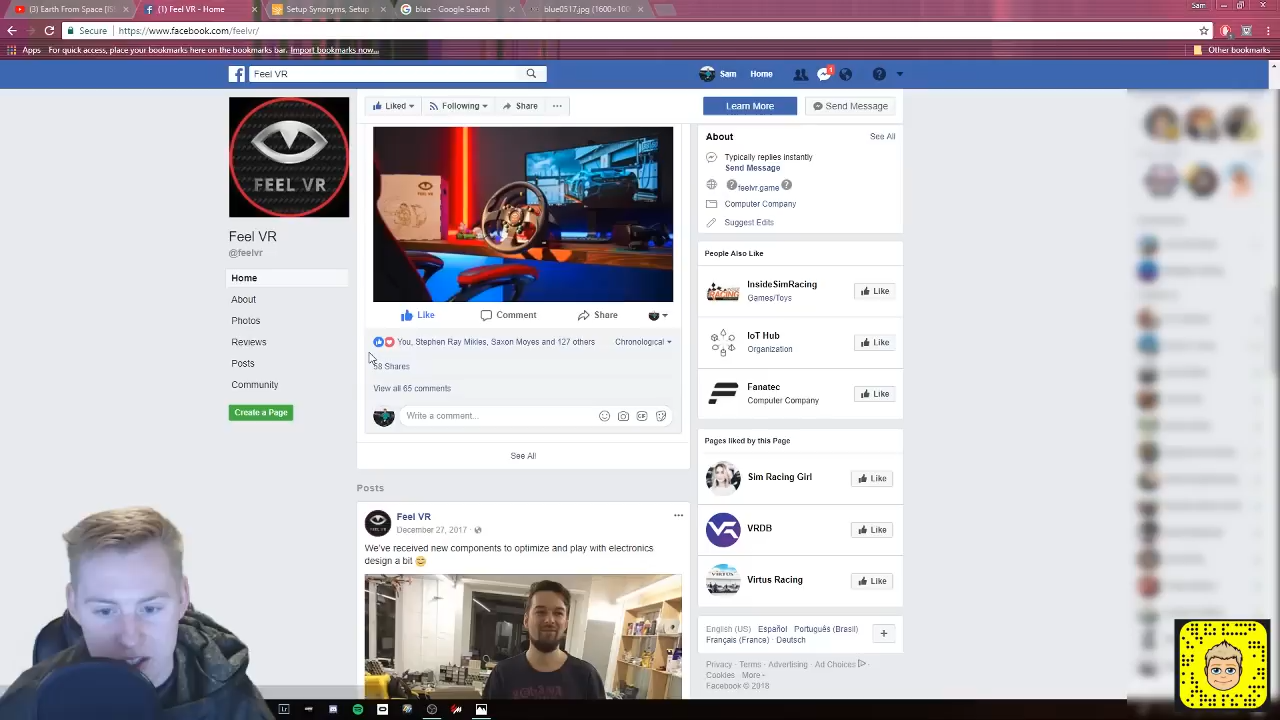 (3) Earth From Space [
(1) Feel VR - Home
Setup Synonyms, Setup
blue - Google Search
blue0517.jpg (1600×100
Sam
Secure
https://www.facebook.com/feelvr/
Apps
For quick access, place your bookmarks here on the bookmarks bar. Import bookmarks now...
Other bookmarks
Feel VR
Sam
Home
1
Liked
Following
Share
Learn More
Send Message
FEEL VR
Feel VR
@feelvr
Home
About
Photos
Reviews
Posts
Community
Create a Page
Like
Comment
Share
You, Stephen Ray Mikles, Saxon Moyes and 127 others
Chronological
58 Shares
View all 65 comments
Write a comment...
See All
Posts
Feel VR
December 27, 2017
We've received new components to optimize and play with electronics
design a bit
About
See All
Typically replies instantly
Send Message
feelvr.game
Computer Company
Suggest Edits
People Also Like
InsideSimRacing
Games/Toys
Like
IoT Hub
Organization
Like
Fanatec
Computer Company
Like
Pages liked by this Page
Sim Racing Girl
Like
VRDB
Like
Virtus Racing
Like
English (US) · Español · Português (Brasil) ·
Français (France) · Deutsch
Privacy · Terms · Advertising · Ad Choices ·
Cookies · More
Facebook © 2018